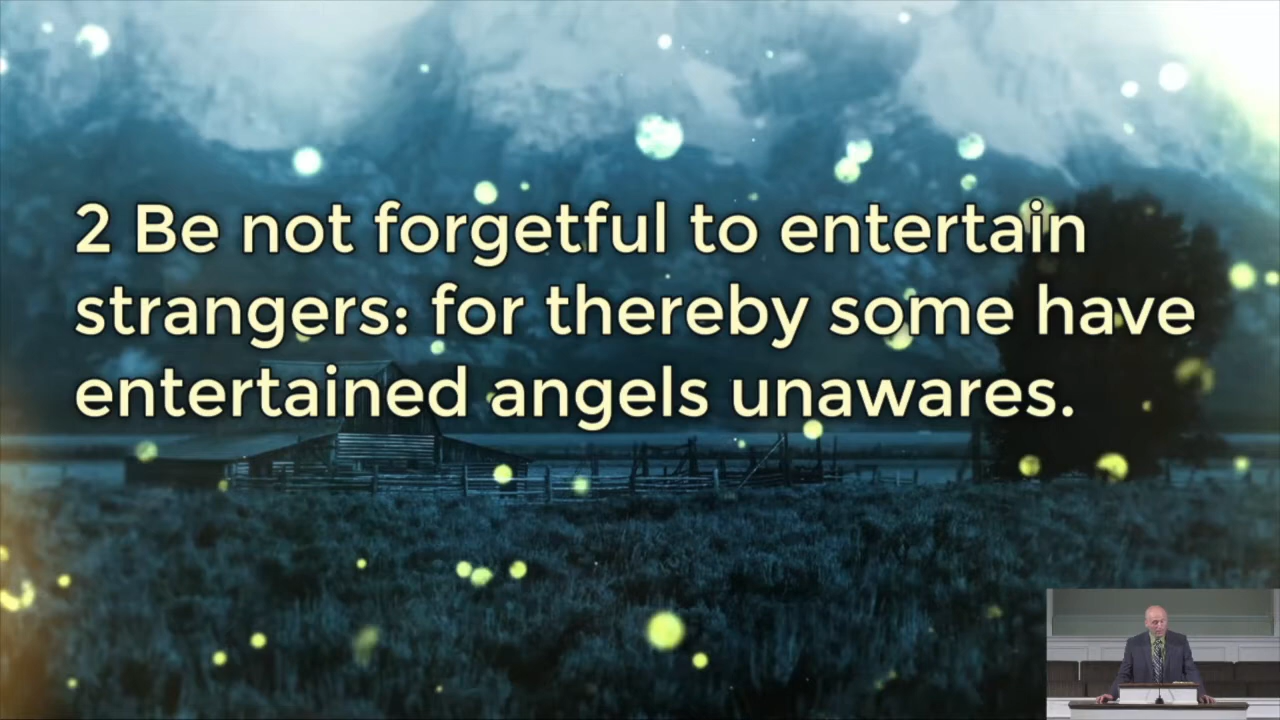 2 Be not forgetful to entertain
strangers: for thereby some have
entertained angels unawares.